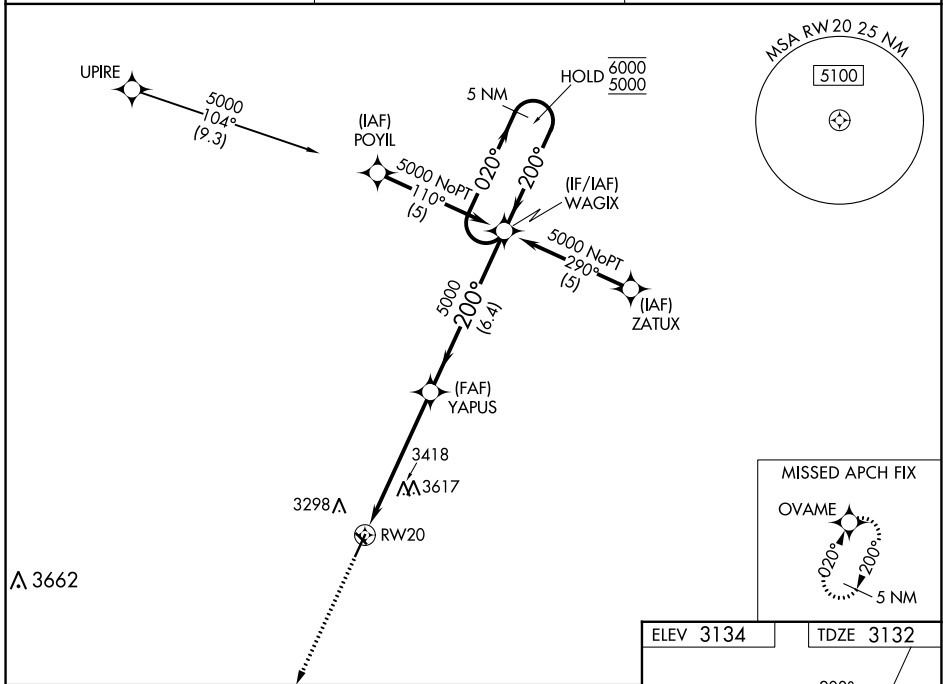 MSA RW20 25 NM
5100
UPIRE
5000
104°
(9.3)
HOLD 6000
5000
5 NM
(IAF)
POYIL
5000 NoPT
110°
(5)
020°
200°
(IF/IAF)
WAGIX
5000 NoPT
290°
(5)
(IAF)
ZATUX
5000
200°
(6.4)
(FAF)
YAPUS
3418
3617
3298
RW20
3662
MISSED APCH FIX
OVAME
020°
200°
5 NM
ELEV 3134
TDZE 3132